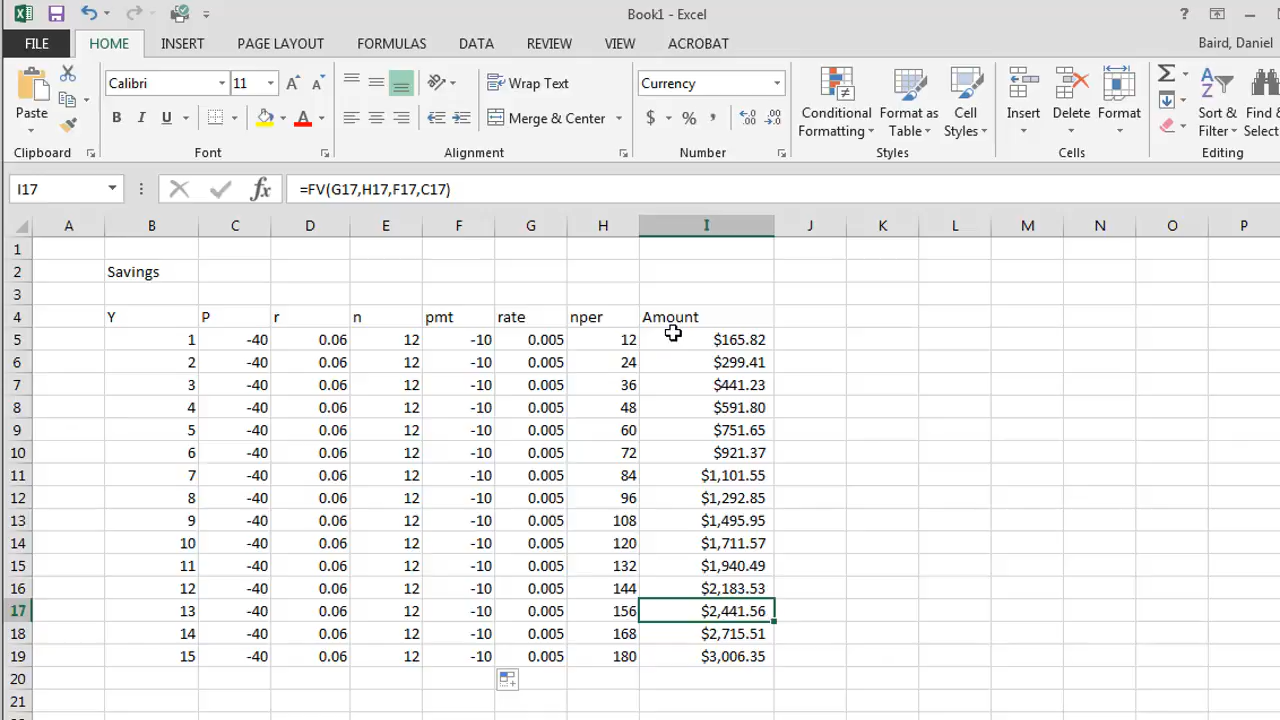 Book1 - Excel
?
FILE HOME INSERT PAGE LAYOUT FORMULAS DATA REVIEW VIEW ACROBAT Baird, Daniel
Paste
Calibri 11
B I U A
Wrap Text
Merge & Center
Currency
$ % ,
Conditional Formatting
Format as Table
Cell Styles
Insert
Delete
Format
Sort & Filter
Find &
Selec
Clipboard Font Alignment Number Styles Cells Editing
I17 fx =FV(G17,H17,F17,C17)
A B C D E F G H I J K L M N O P
1
2 Savings
3
4 Y P r n pmt rate nper Amount
5 1 -40 0.06 12 -10 0.005 12 $165.82
6 2 -40 0.06 12 -10 0.005 24 $299.41
7 3 -40 0.06 12 -10 0.005 36 $441.23
8 4 -40 0.06 12 -10 0.005 48 $591.80
9 5 -40 0.06 12 -10 0.005 60 $751.65
10 6 -40 0.06 12 -10 0.005 72 $921.37
11 7 -40 0.06 12 -10 0.005 84 $1,101.55
12 8 -40 0.06 12 -10 0.005 96 $1,292.85
13 9 -40 0.06 12 -10 0.005 108 $1,495.95
14 10 -40 0.06 12 -10 0.005 120 $1,711.57
15 11 -40 0.06 12 -10 0.005 132 $1,940.49
16 12 -40 0.06 12 -10 0.005 144 $2,183.53
17 13 -40 0.06 12 -10 0.005 156 $2,441.56
18 14 -40 0.06 12 -10 0.005 168 $2,715.51
19 15 -40 0.06 12 -10 0.005 180 $3,006.35
20
21